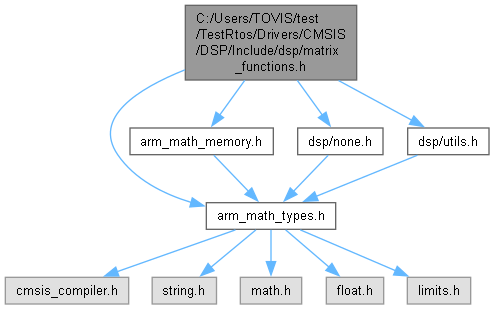 C:/Users/TOVIS/test
/TestRtos/Drivers/CMSIS
/DSP/Include/dsp/matrix
_functions.h
arm_math_memory.h
dsp/none.h
dsp/utils.h
arm_math_types.h
cmsis_compiler.h
string.h
math.h
float.h
limits.h